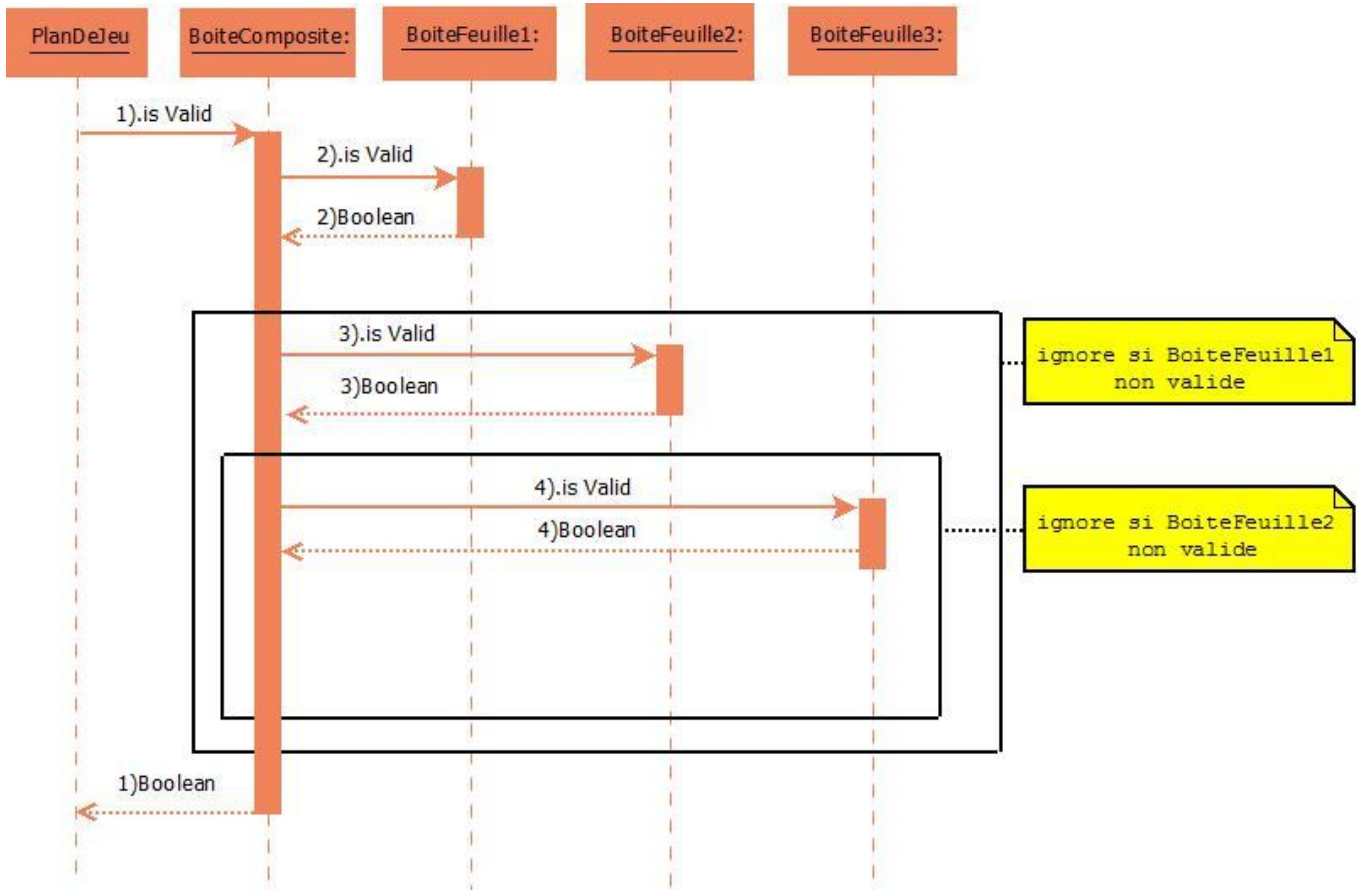 PlanDeJeu
BoiteComposite:
BoiteFeuille1:
BoiteFeuille2:
BoiteFeuille3:
1).is Valid
2).is Valid
2)Boolean
3).is Valid
3)Boolean
ignore si BoiteFeuille1
non valide
4).is Valid
4)Boolean
ignore si BoiteFeuille2
non valide
1)Boolean